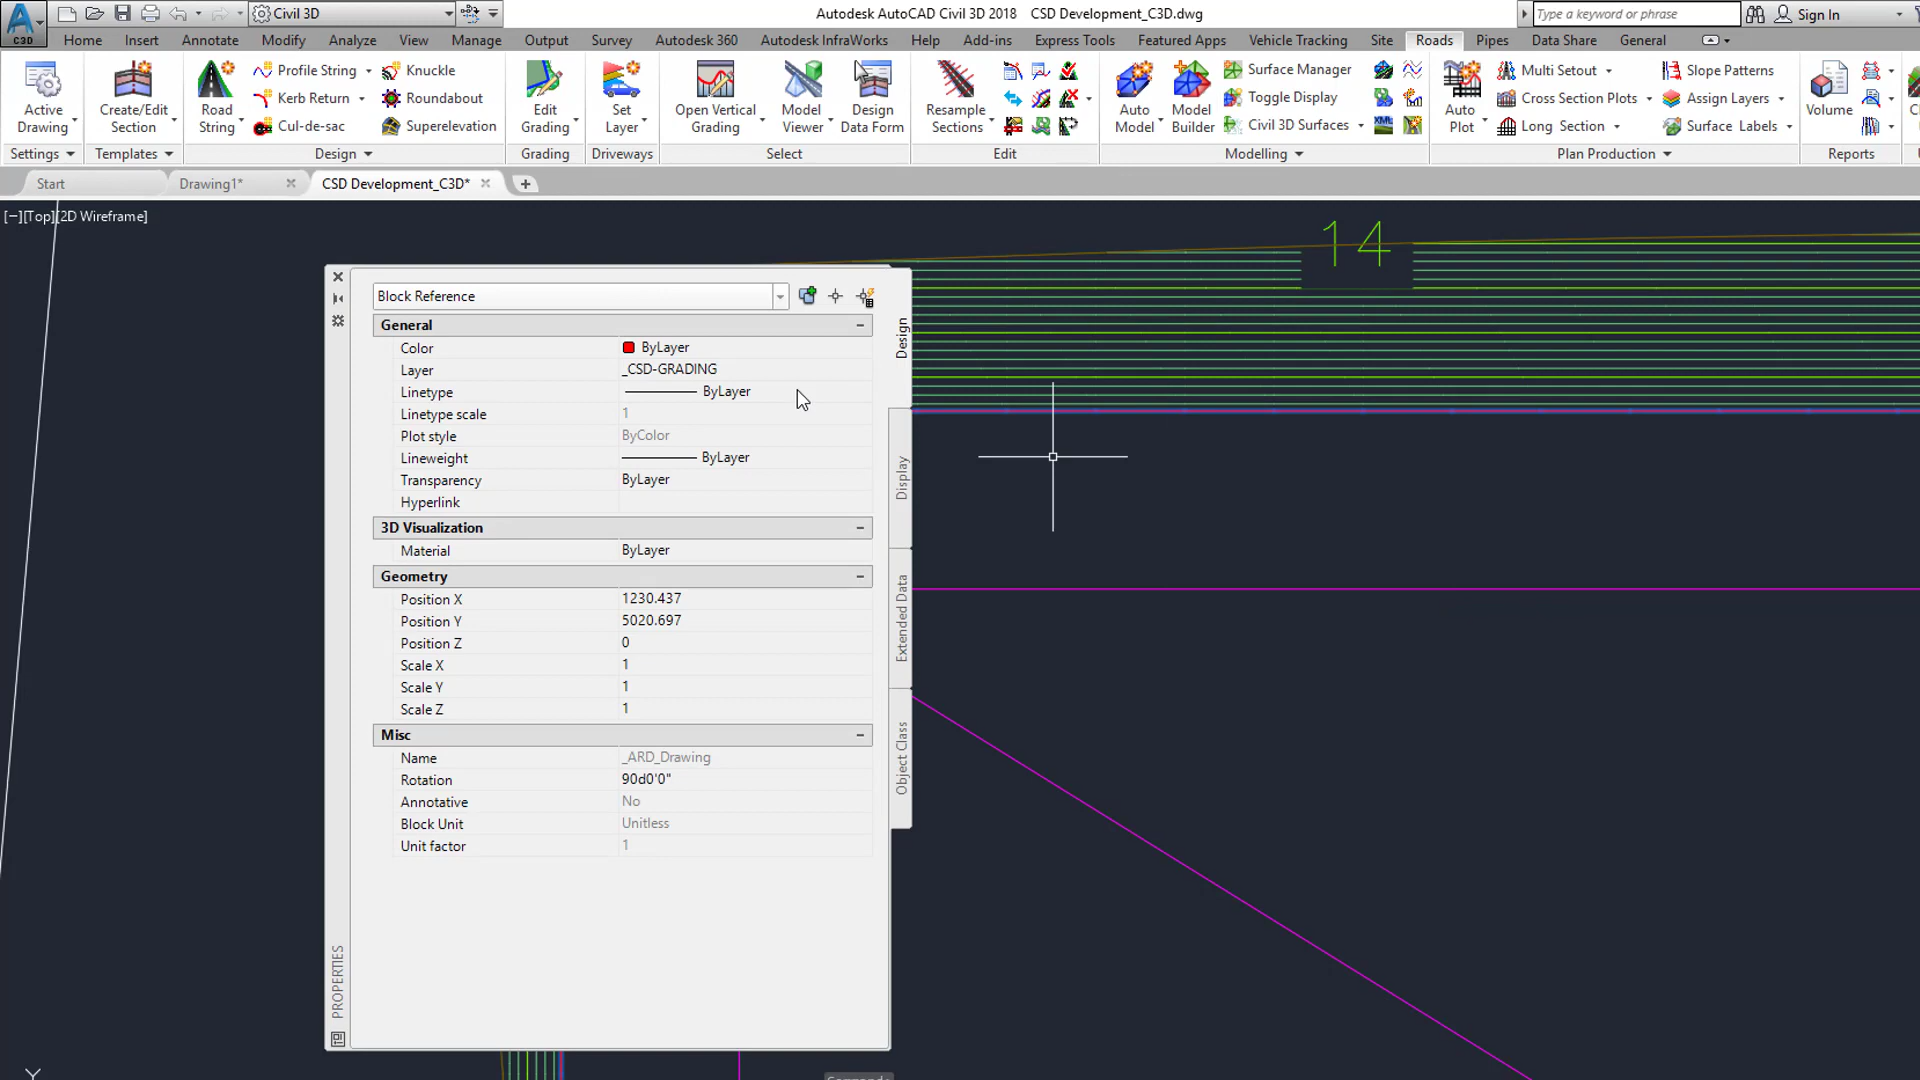 Civil 3D
Autodesk AutoCAD Civil 3D 2018 CSD Development_C3D.dwg
Type a keyword or phrase
Sign In
C3D
Home Insert Annotate Modify Analyze View Manage Output Survey Autodesk 360 Autodesk InfraWorks Help Add-ins Express Tools Featured Apps Vehicle Tracking Site Roads Pipes Data Share General
Active Drawing
Create/Edit Section
Road String
Profile String
Kerb Return
Cul-de-sac
Knuckle
Roundabout
Superelevation
Edit Grading
Set Layer
Open Vertical Grading
Model Viewer
Design Data Form
Resample Sections
Auto Model
Model Builder
Surface Manager
Toggle Display
Civil 3D Surfaces
XML
Auto Plot
Multi Setout
Cross Section Plots
Long Section
Slope Patterns
Assign Layers
Surface Labels
Volume
Settings Templates Design Grading Driveways Select Edit Modelling Plan Production Reports
Start Drawing1* CSD Development_C3D*
[−][Top][2D Wireframe]
14
Block Reference
General
Color ByLayer
Layer _CSD-GRADING
Linetype ByLayer
Linetype scale 1
Plot style ByColor
Lineweight ByLayer
Transparency ByLayer
Hyperlink
3D Visualization
Material ByLayer
Geometry
Position X 1230.437
Position Y 5020.697
Position Z 0
Scale X 1
Scale Y 1
Scale Z 1
Misc
Name _ARD_Drawing
Rotation 90d0'0"
Annotative No
Block Unit Unitless
Unit factor 1
Design
Display
Extended Data
Object Class
PROPERTIES
Y